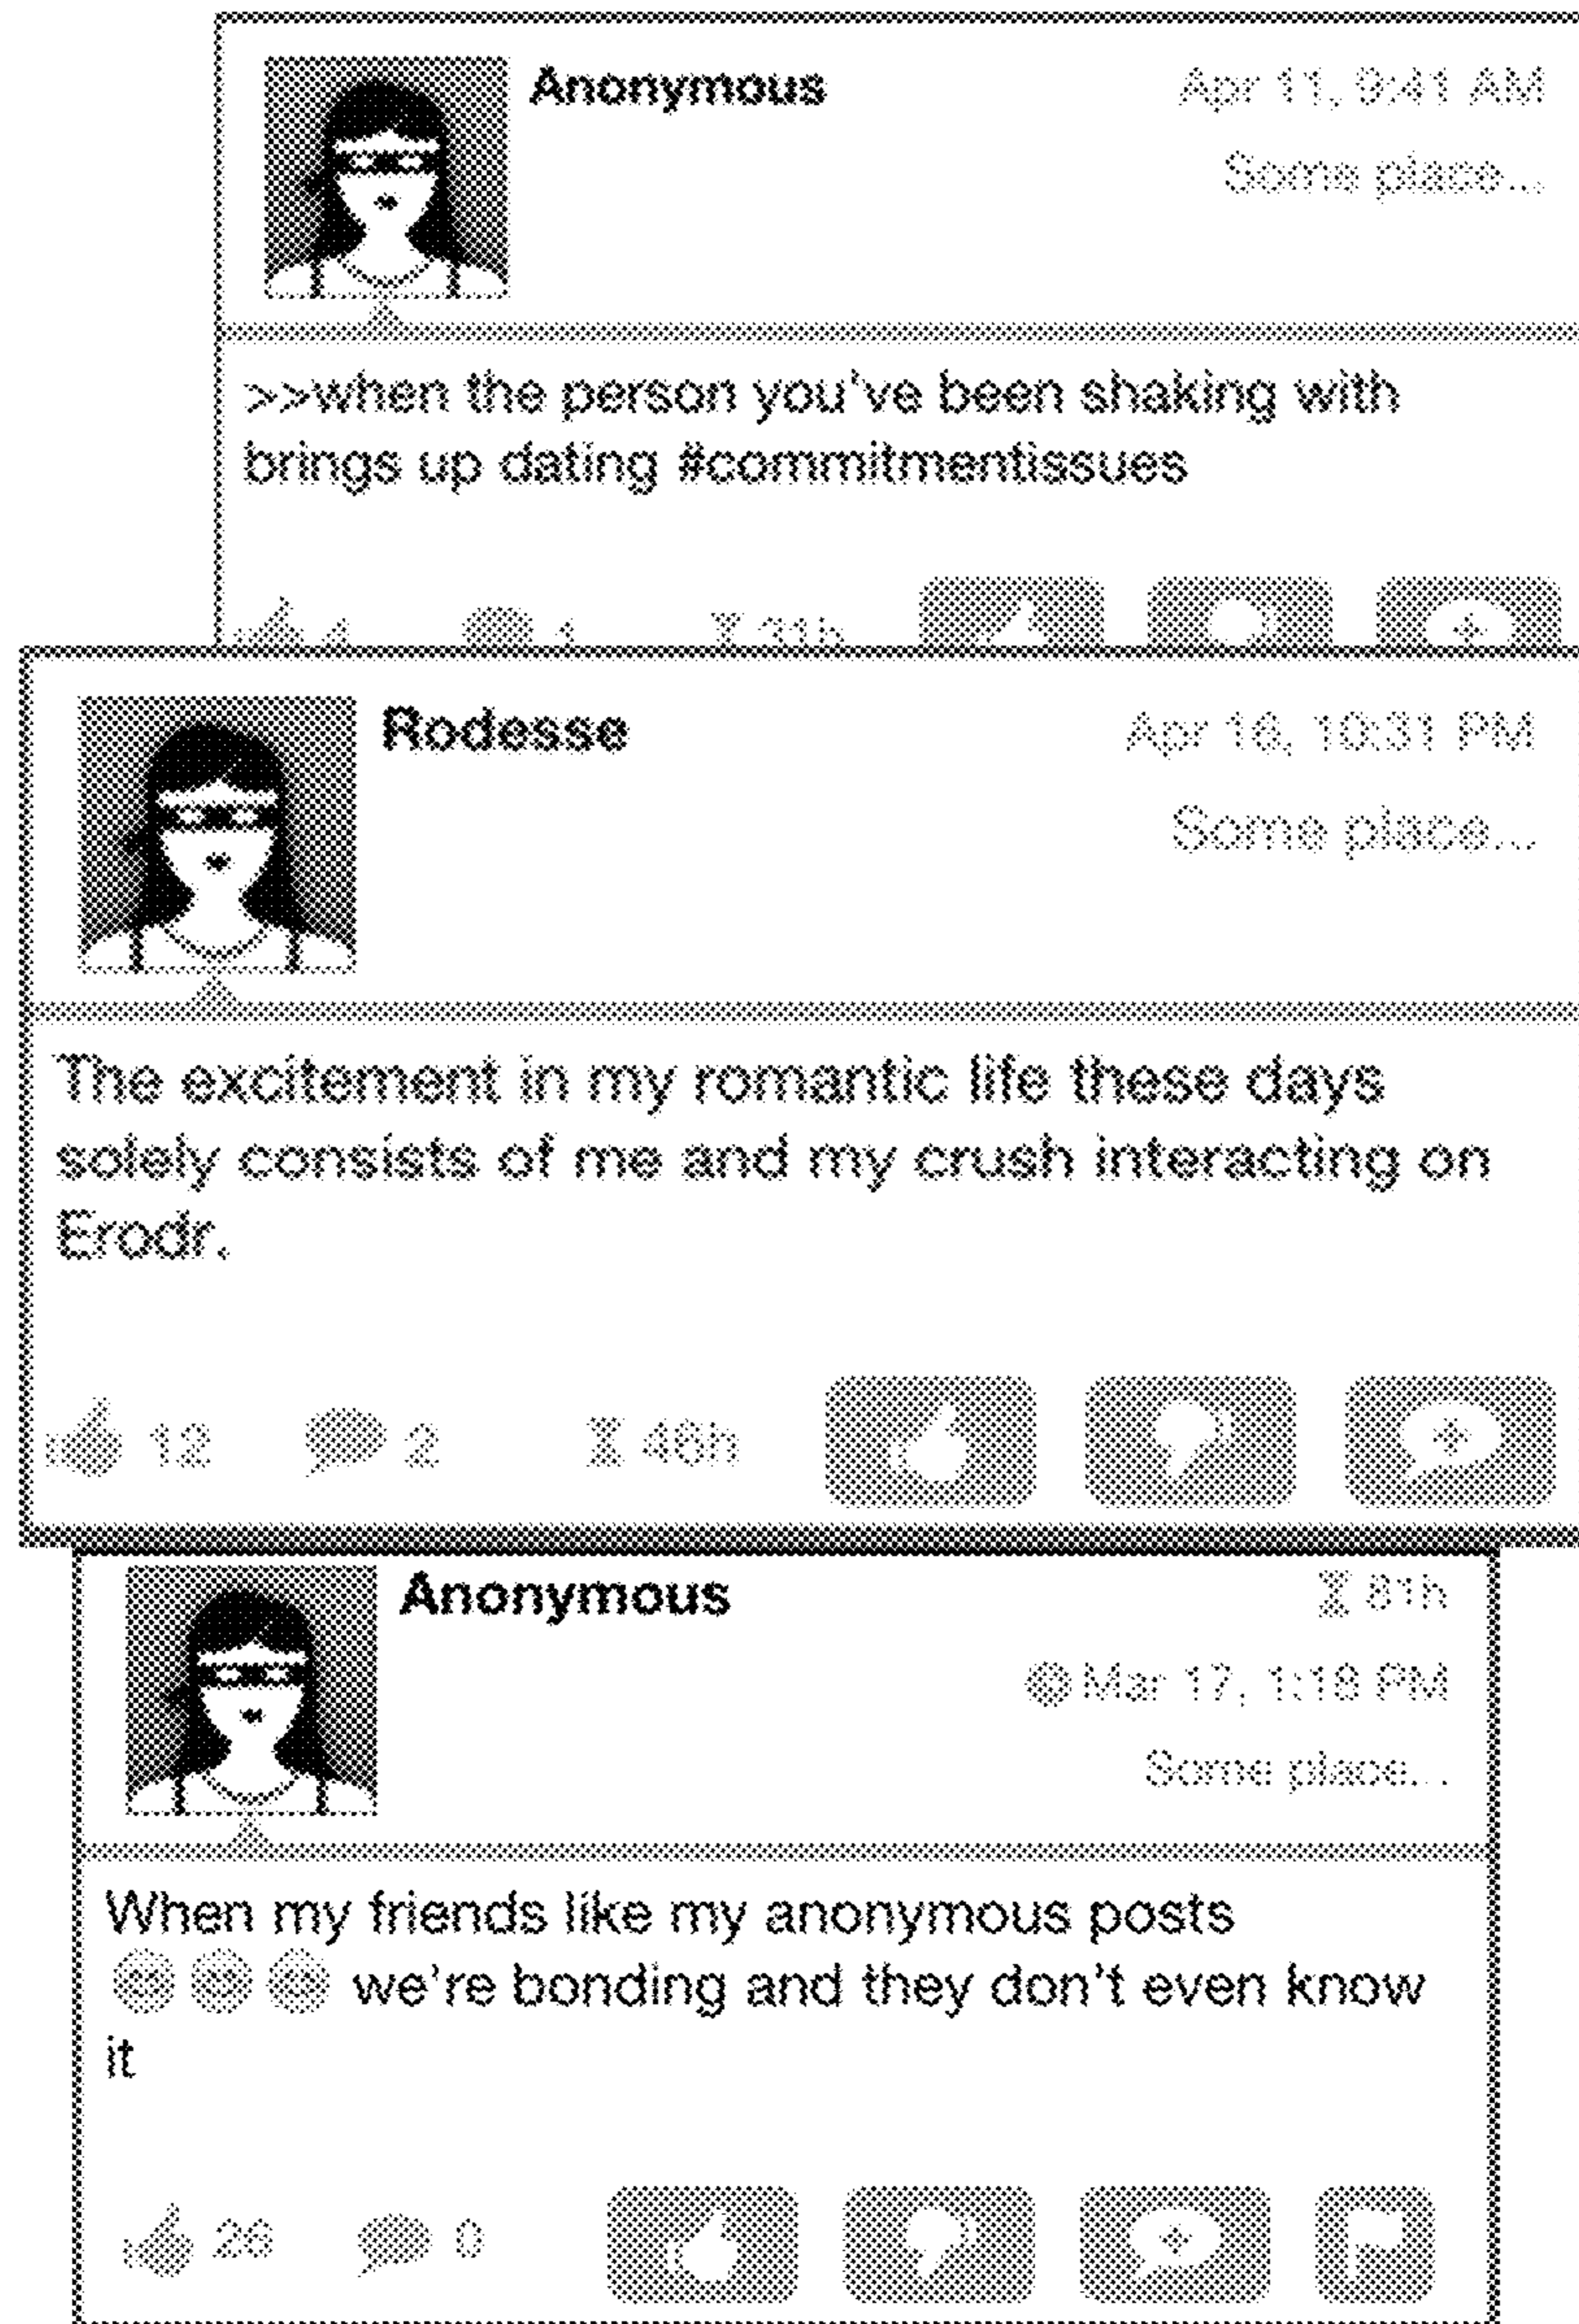 Anonymous
Apr 11, 9:41 AM
Some place...
>>when the person you've been shaking with
brings up dating #commitmentissues
4 1 31h
Rodesse
Apr 16, 10:31 PM
Some place...
The excitement in my romantic life these days
solely consists of me and my crush interacting on
Erodr.
12 2 46h
Anonymous
81h
Mar 17, 1:18 PM
Some place...
When my friends like my anonymous posts
we're bonding and they don't even know
it
26 0